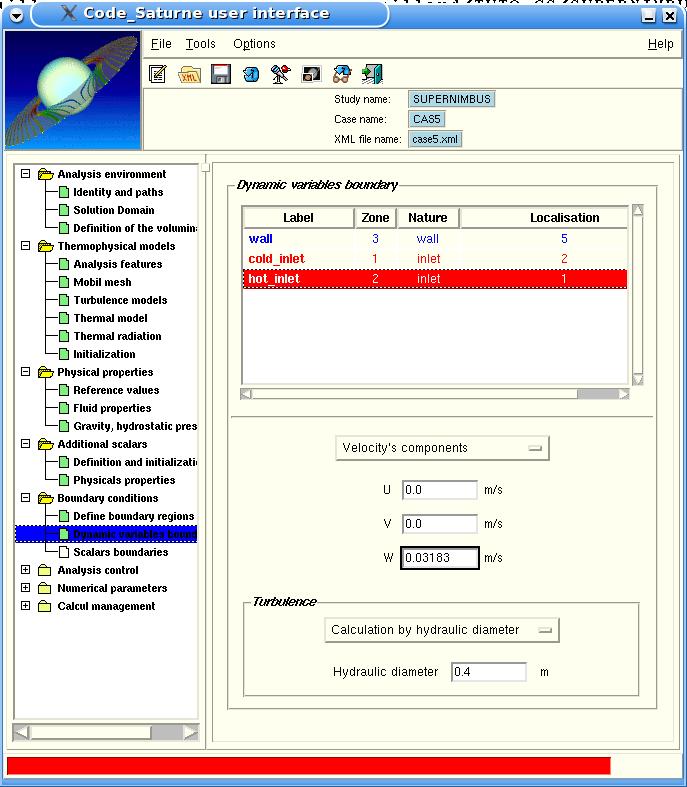 Code_Saturne user interface
File Tools Options Help
XML
Study name: SUPERNIMBUS
Case name: CAS5
XML file name: case5.xml
Analysis environment
Identity and paths
Solution Domain
Definition of the volumin
Thermophysical models
Analysis features
Mobil mesh
Turbulence models
Thermal model
Thermal radiation
Initialization
Physical properties
Reference values
Fluid properties
Gravity, hydrostatic pres
Additional scalars
Definition and initializati
Physicals properties
Boundary conditions
Define boundary regions
Dynamic variables bound
Scalars boundaries
Analysis control
Numerical parameters
Calcul management
Dynamic variables boundary
Label Zone Nature Localisation
wall 3 wall 5
cold_inlet 1 inlet 2
hot_inlet 2 inlet 1
Velocity's components
U 0.0 m/s
V 0.0 m/s
W 0.03183 m/s
Turbulence
Calculation by hydraulic diameter
Hydraulic diameter 0.4 m